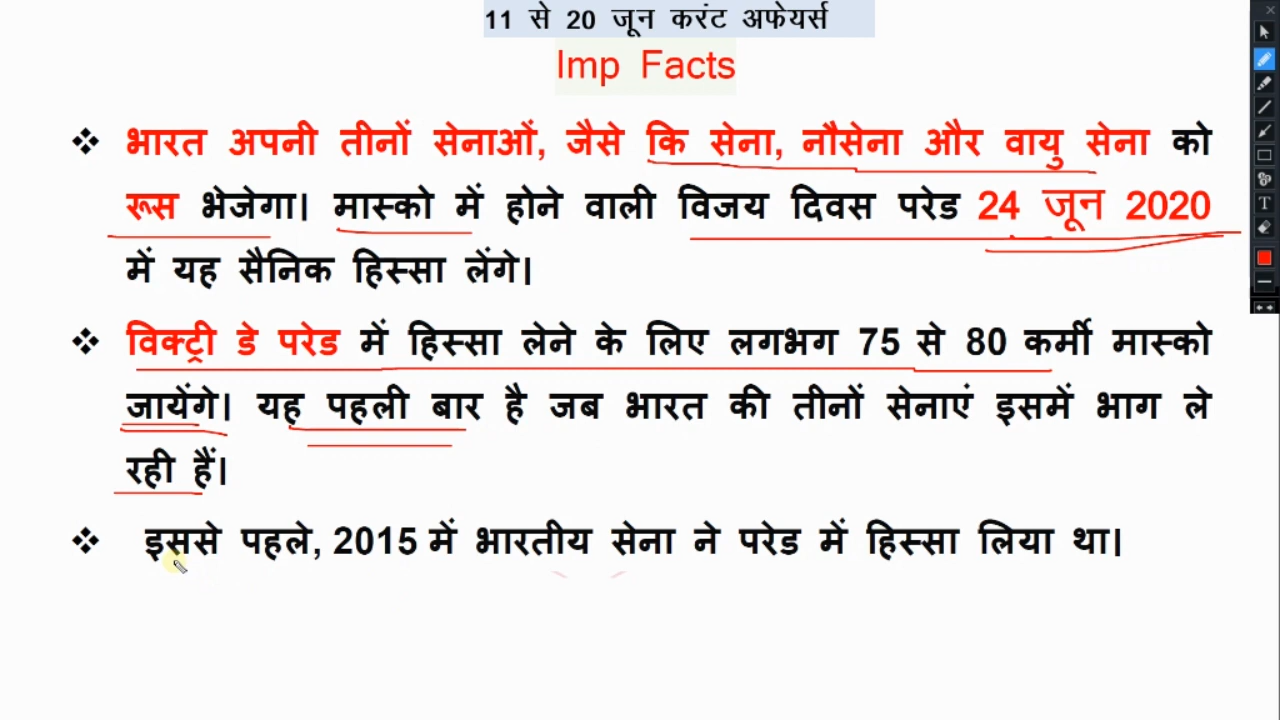 11 से 20 जून करंट अफेयर्स
Imp Facts
❖ भारत अपनी तीनों सेनाओं, जैसे कि सेना, नौसेना और वायु सेना को
रूस भेजेगा। मास्को में होने वाली विजय दिवस परेड 24 जून 2020
में यह सैनिक हिस्सा लेंगे।
❖ विक्ट्री डे परेड में हिस्सा लेने के लिए लगभग 75 से 80 कर्मी मास्को
जायेंगे। यह पहली बार है जब भारत की तीनों सेनाएं इसमें भाग ले
रही हैं।
❖ इससे पहले, 2015 में भारतीय सेना ने परेड में हिस्सा लिया था।